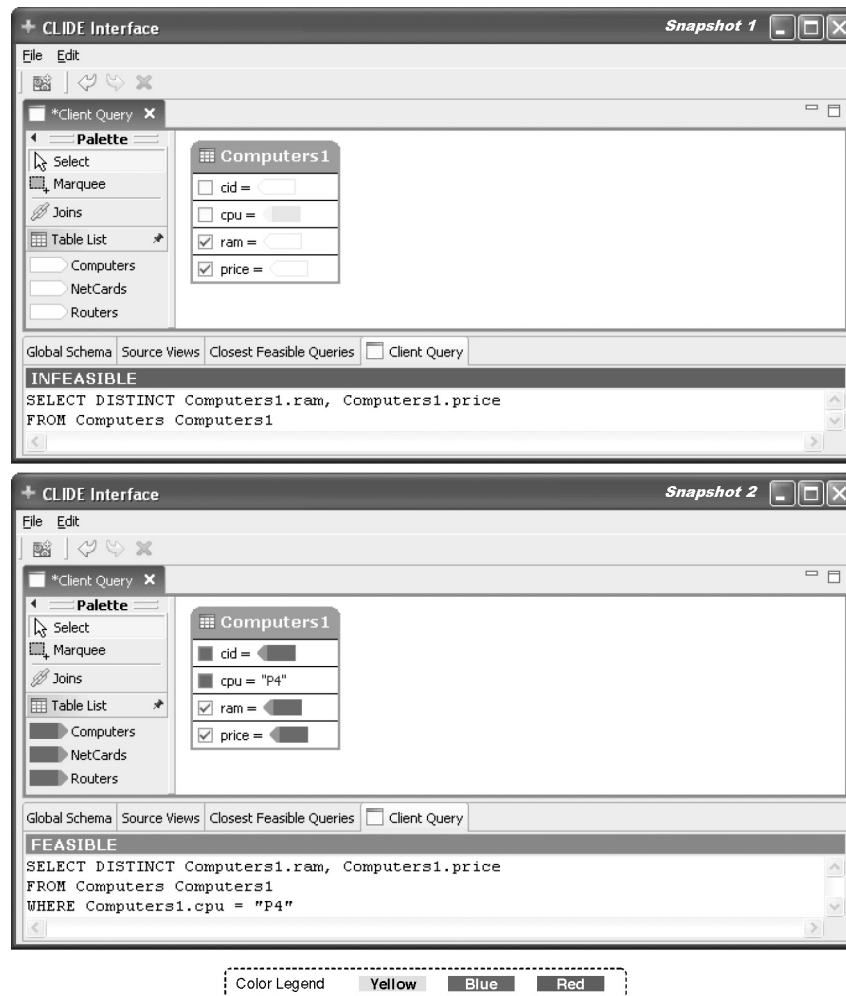 CLIDE Interface Snapshot 1
File Edit
*Client Query
Palette
Select
Marquee
Joins
Table List
Computers
NetCards
Routers
Computers1
cid =
cpu =
ram =
price =
Global Schema Source Views Closest Feasible Queries Client Query
INFEASIBLE
SELECT DISTINCT Computers1.ram, Computers1.price
FROM Computers Computers1
CLIDE Interface Snapshot 2
File Edit
*Client Query
Palette
Select
Marquee
Joins
Table List
Computers
NetCards
Routers
Computers1
cid =
cpu = "P4"
ram =
price =
Global Schema Source Views Closest Feasible Queries Client Query
FEASIBLE
SELECT DISTINCT Computers1.ram, Computers1.price
FROM Computers Computers1
WHERE Computers1.cpu = "P4"
Color Legend Yellow Blue Red